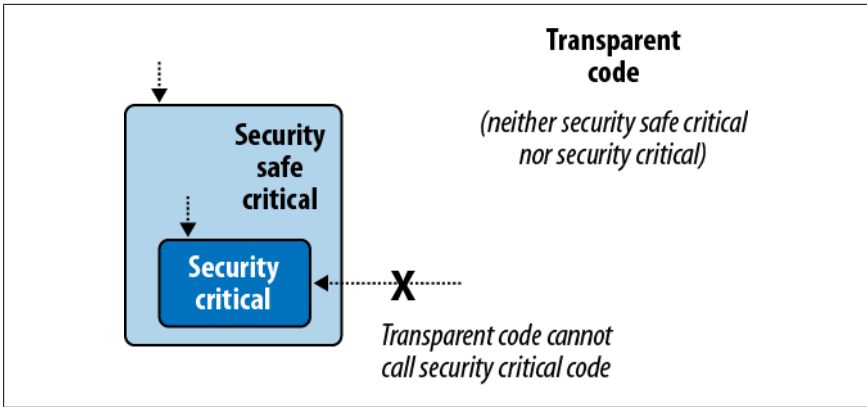 Transparent
code
(neither security safe critical
nor security critical)
Security
safe
critical
Security
critical
X
Transparent code cannot
call security critical code